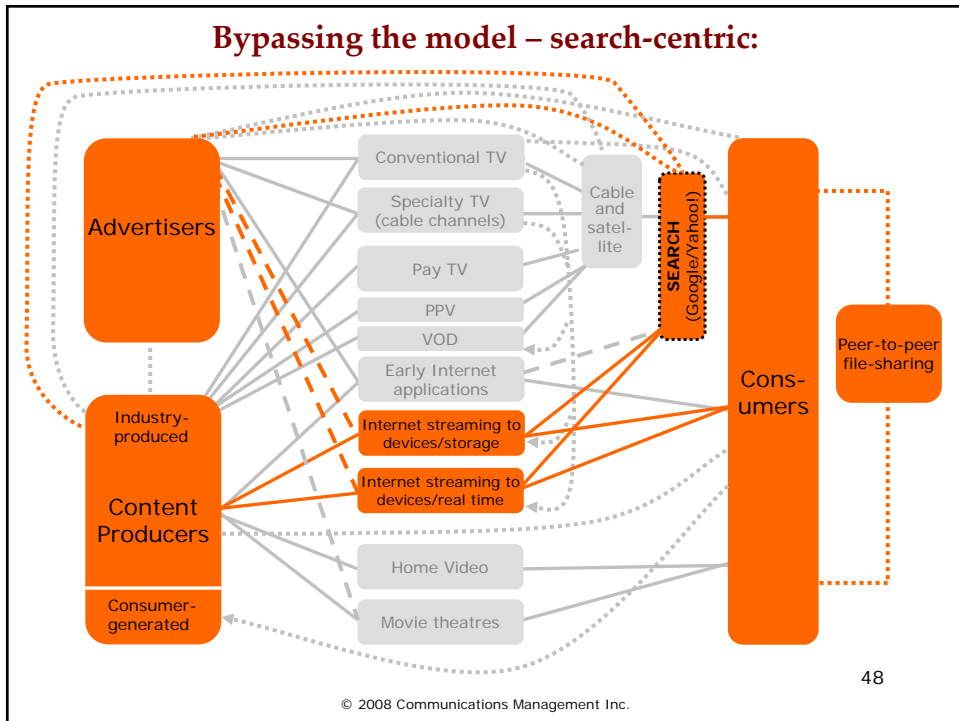 Bypassing the model – search-centric:
Advertisers
Industry-
produced
Content
Producers
Consumer-
generated
Conventional TV
Specialty TV
(cable channels)
Pay TV
PPV
VOD
Early Internet
applications
Internet streaming to
devices/storage
Internet streaming to
devices/real time
Home Video
Movie theatres
Cable
and
satel-
lite
SEARCH
(Google/Yahoo!)
Cons-
umers
Peer-to-peer
file-sharing
48
© 2008 Communications Management Inc.